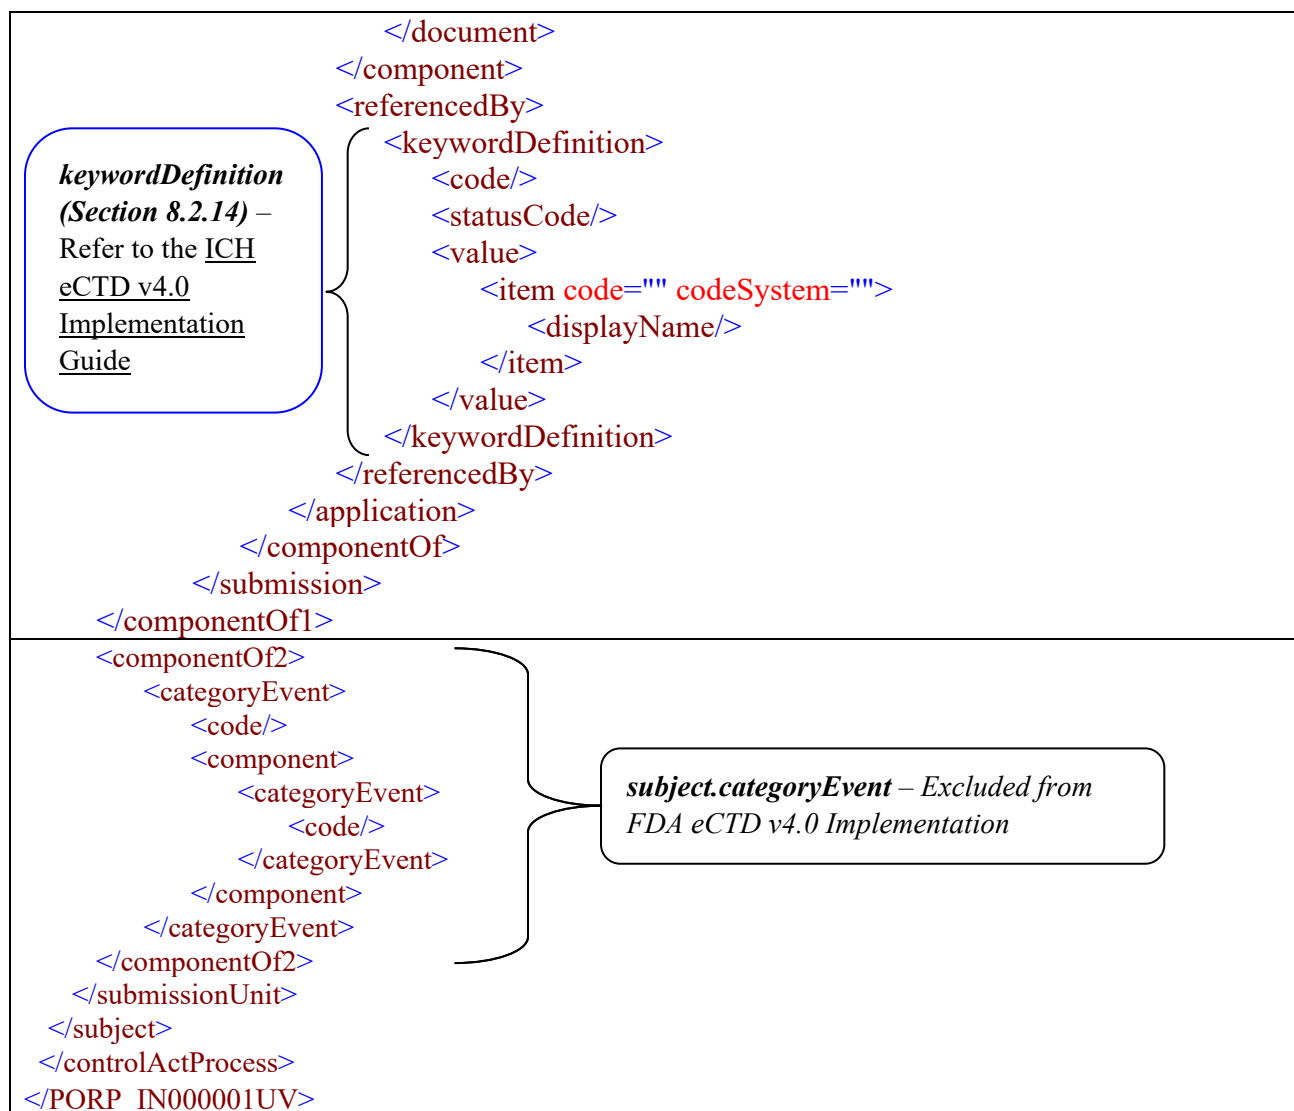 </document>
</component>
<referencedBy>
<keywordDefinition>
<code/>
<statusCode/>
<value>
<item code="" codeSystem="">
<displayName/>
</item>
</value>
</keywordDefinition>
</referencedBy>
</application>
</componentOf>
</submission>
</componentOf1>
keywordDefinition
(Section 8.2.14) –
Refer to the ICH
eCTD v4.0
Implementation
Guide
<componentOf2>
<categoryEvent>
<code/>
<component>
<categoryEvent>
<code/>
</categoryEvent>
</component>
</categoryEvent>
</componentOf2>
</submissionUnit>
</subject>
</controlActProcess>
</PORP_IN000001UV>
subject.categoryEvent – Excluded from
FDA eCTD v4.0 Implementation